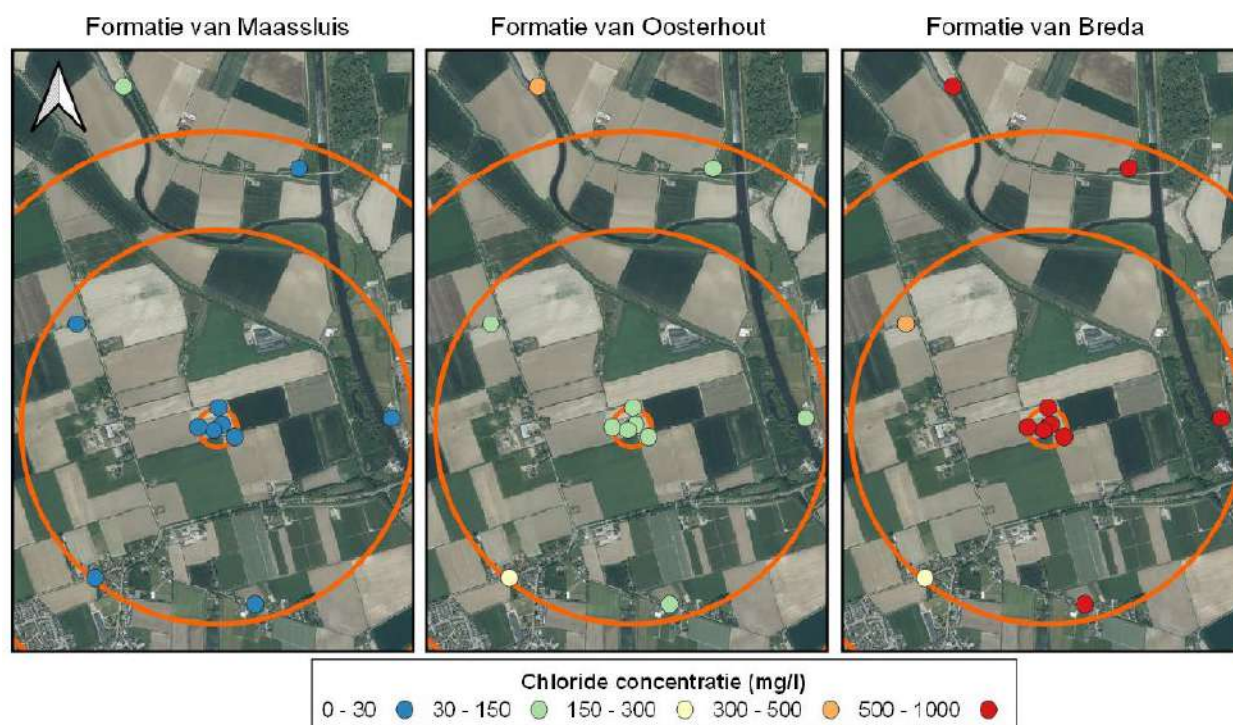 Formatie van Maassluis
Formatie van Oosterhout
Formatie van Breda
Chloride concentratie (mg/l)
0 - 30 30 - 150 150 - 300 300 - 500 500 - 1000